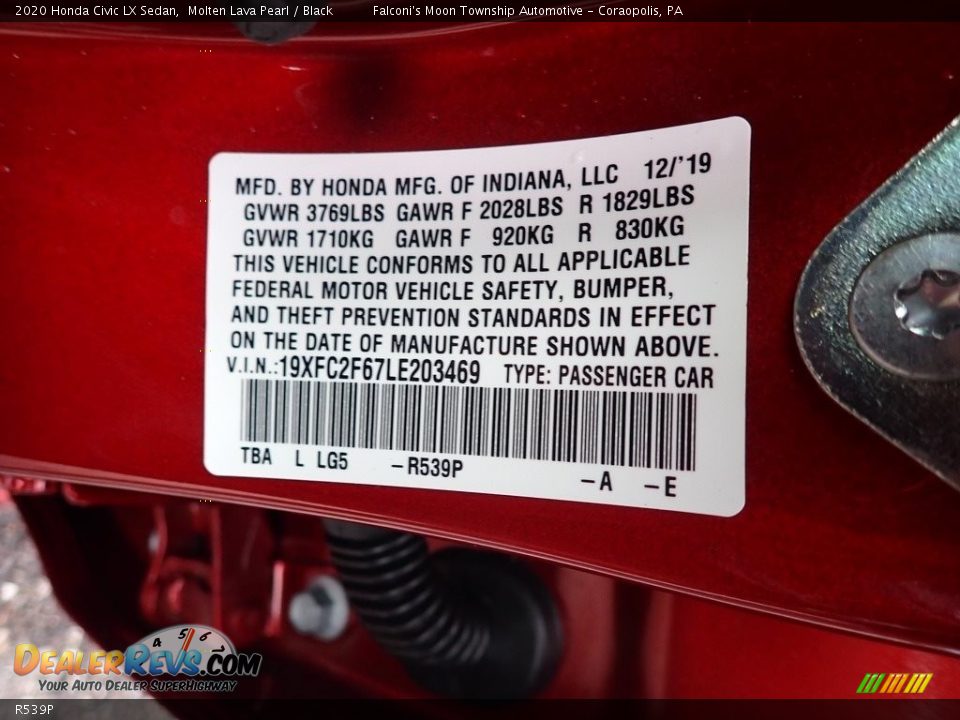 2020 Honda Civic LX Sedan, Molten Lava Pearl / Black Falconi's Moon Township Automotive - Coraopolis, PA
MFD. BY HONDA MFG. OF INDIANA, LLC 12/'19
GVWR 3769LBS GAWR F 2028LBS R 1829LBS
GVWR 1710KG GAWR F 920KG R 830KG
THIS VEHICLE CONFORMS TO ALL APPLICABLE
FEDERAL MOTOR VEHICLE SAFETY, BUMPER,
AND THEFT PREVENTION STANDARDS IN EFFECT
ON THE DATE OF MANUFACTURE SHOWN ABOVE.
V.I.N.:19XFC2F67LE203469 TYPE: PASSENGER CAR
TBA L LG5 -R539P -A -E
4 5 6
DEALERREVS.COM
YOUR AUTO DEALER SUPERHIGHWAY
R539P